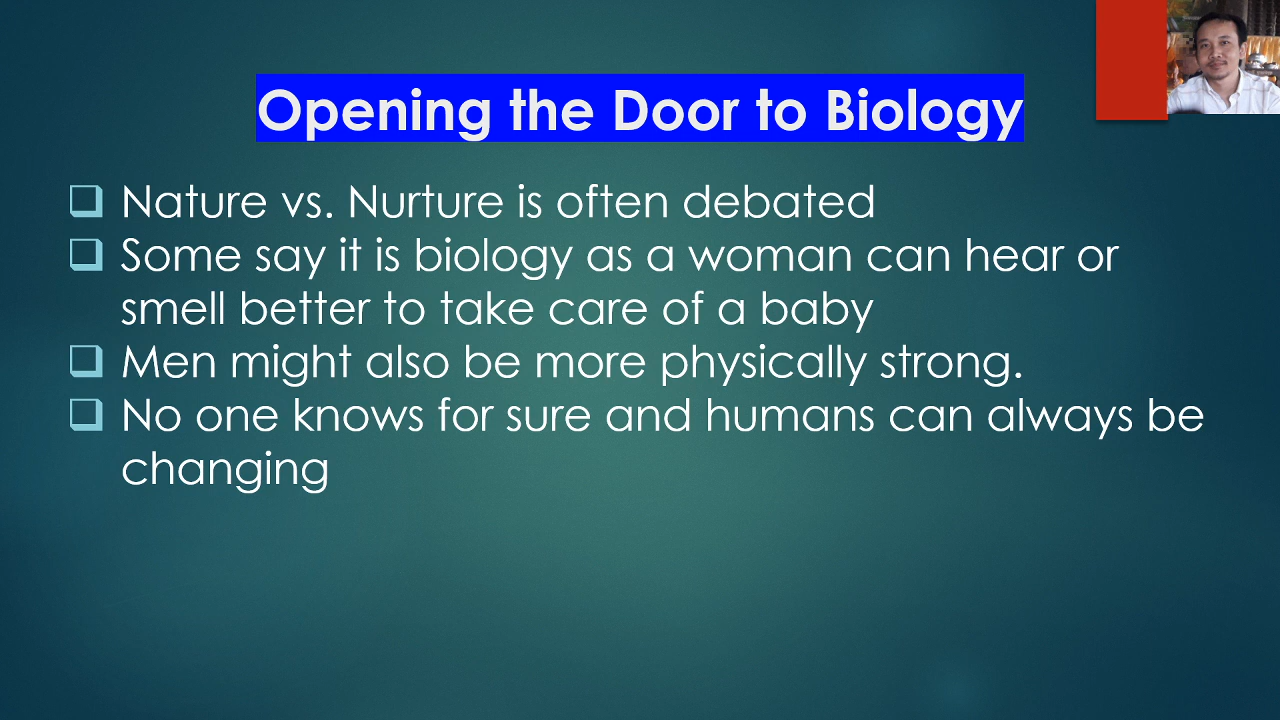 Opening the Door to Biology
Nature vs. Nurture is often debated
Some say it is biology as a woman can hear or
smell better to take care of a baby
Men might also be more physically strong.
No one knows for sure and humans can always be
changing